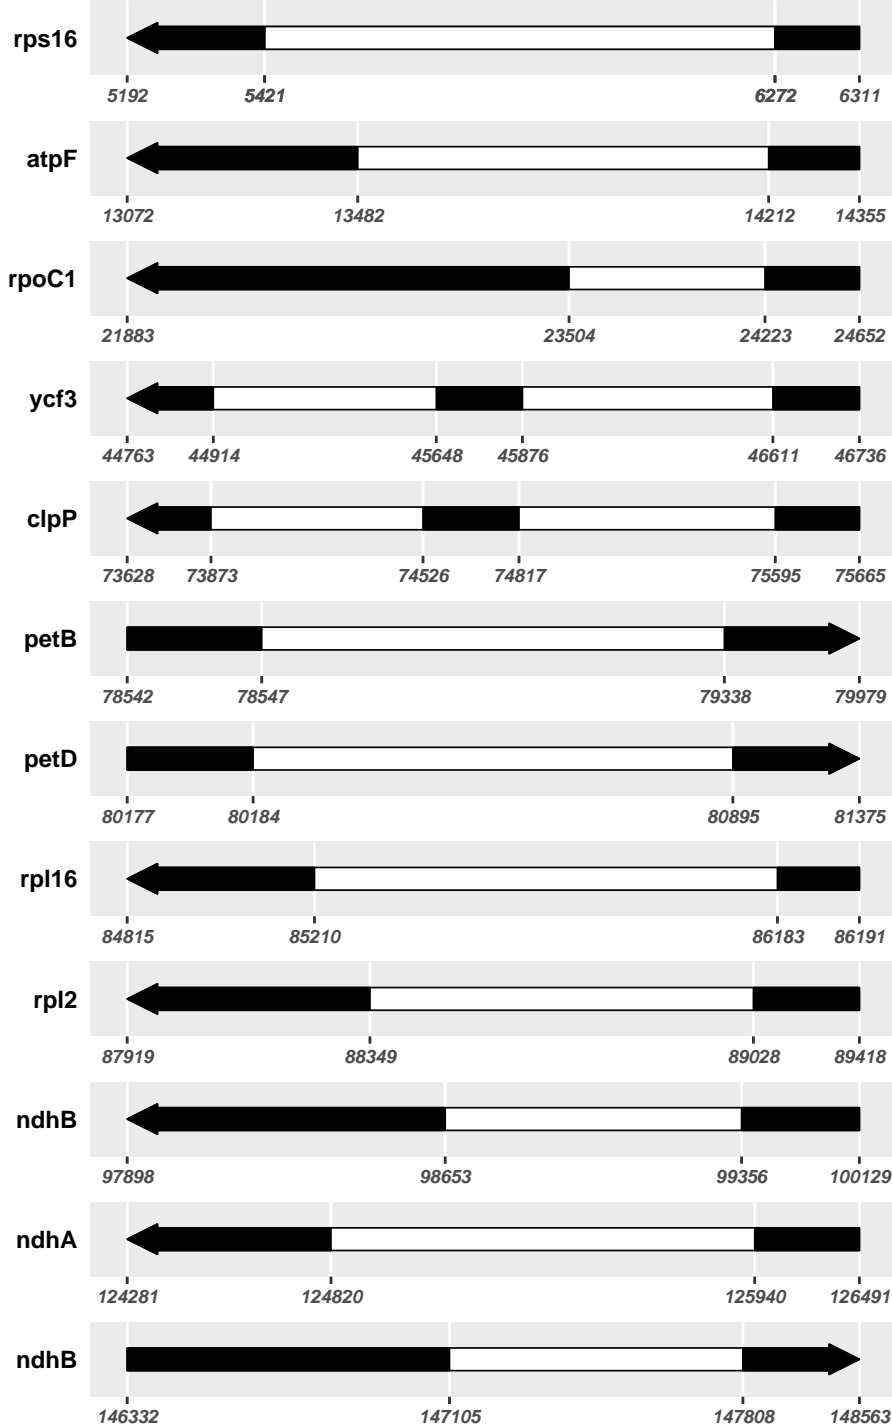 rps16
5192 5421 6272 6311
atpF
13072 13482 14212 14355
rpoC1
21883 23504 24223 24652
ycf3
44763 44914 45648 45876 46611 46736
clpP
73628 73873 74526 74817 75595 75665
petB
78542 78547 79338 79979
petD
80177 80184 80895 81375
rpl16
84815 85210 86183 86191
rpl2
87919 88349 89028 89418
ndhB
97898 98653 99356 100129
ndhA
124281 124820 125940 126491
ndhB
146332 147105 147808 148563